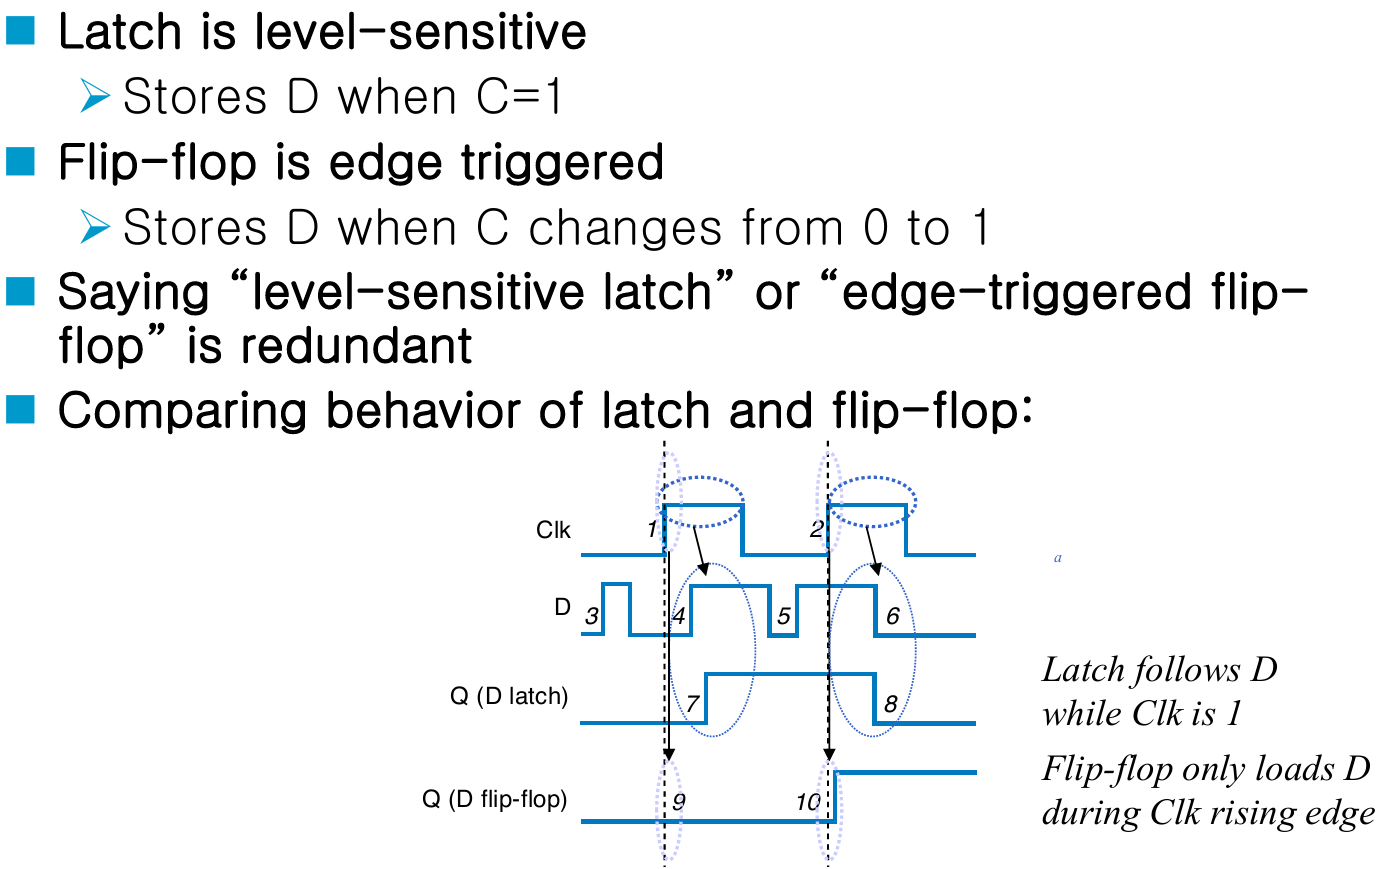 Latch is level-sensitive
Stores D when C=1
Flip-flop is edge triggered
Stores D when C changes from 0 to 1
Saying “level-sensitive latch” or “edge-triggered flip-
flop” is redundant
Comparing behavior of latch and flip-flop:
Clk 1 2
a
D 3 4 5 6
Q (D latch) 7 8
Latch follows D
while Clk is 1
Q (D flip-flop) 9 10
Flip-flop only loads D
during Clk rising edge